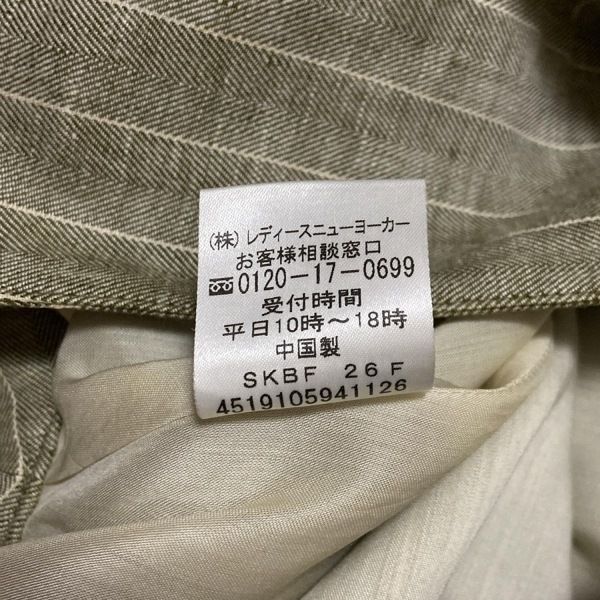 (株) レディースニューヨーカー
お客様相談窓口
0120-17-0699
受付時間
平日10時～18時
中国製
SKBF 26F
4519105941126